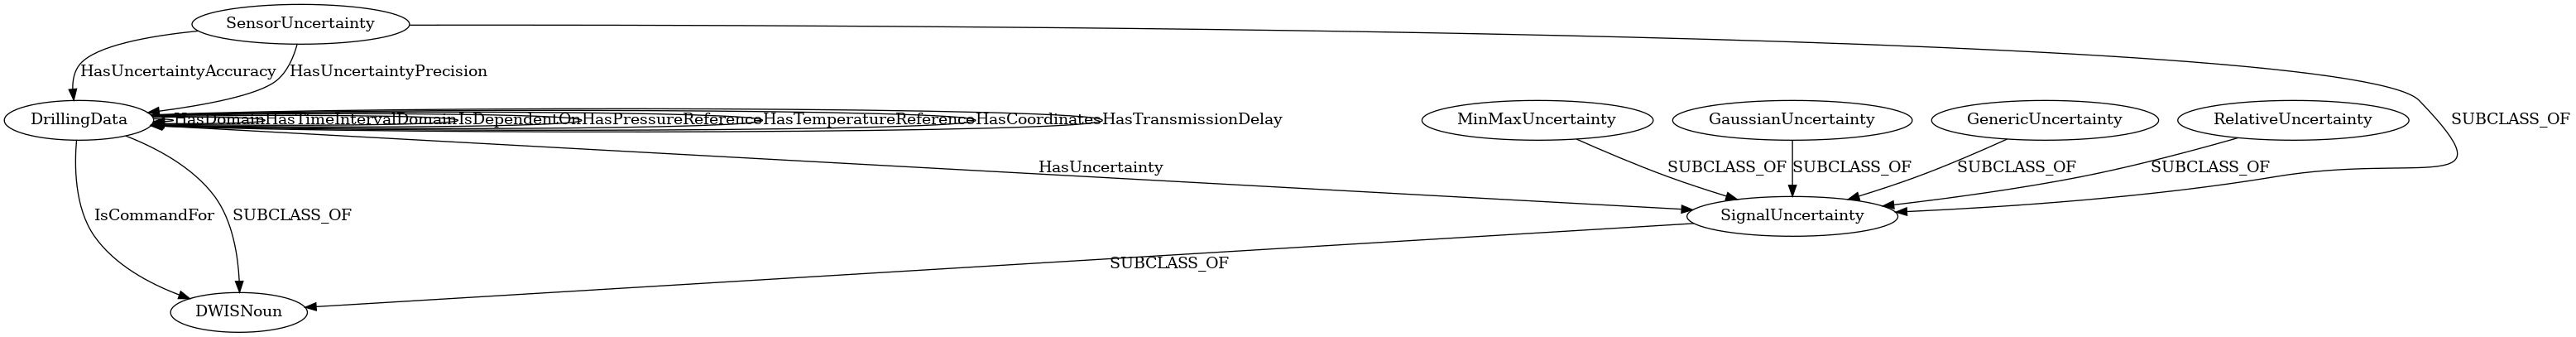 SensorUncertainty
HasUncertaintyAccuracy
HasUncertaintyPrecision
DrillingData
HasDomain
HasTimeIntervalDomain
IsDependentOn
HasPressureReference
HasTemperatureReference
HasCoordinates
HasTransmissionDelay
MinMaxUncertainty
GaussianUncertainty
GenericUncertainty
RelativeUncertainty
SUBCLASS_OF
HasUncertainty
SUBCLASS_OF
SUBCLASS_OF
SUBCLASS_OF
SUBCLASS_OF
IsCommandFor
SUBCLASS_OF
SignalUncertainty
SUBCLASS_OF
DWISNoun